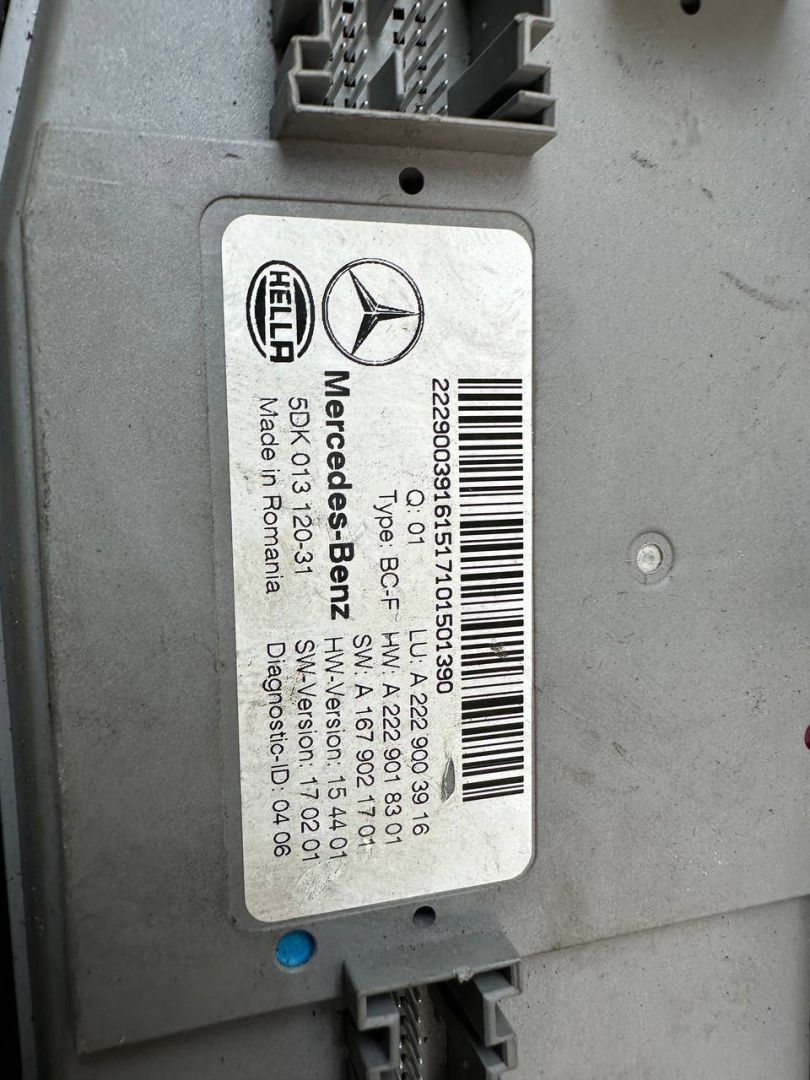 2229003916151710150​1390
Q: 01 LU: A 222 900 39 16
Type: BC-F HW: A 222 901 83 01
SW: A 167 902 17 01
Mercedes-Benz HW-Version: 15 44 01
5DK 013 120-31 SW-Version: 17 02 01
HELLA
Made in Romania Diagnostic-ID: 04 06